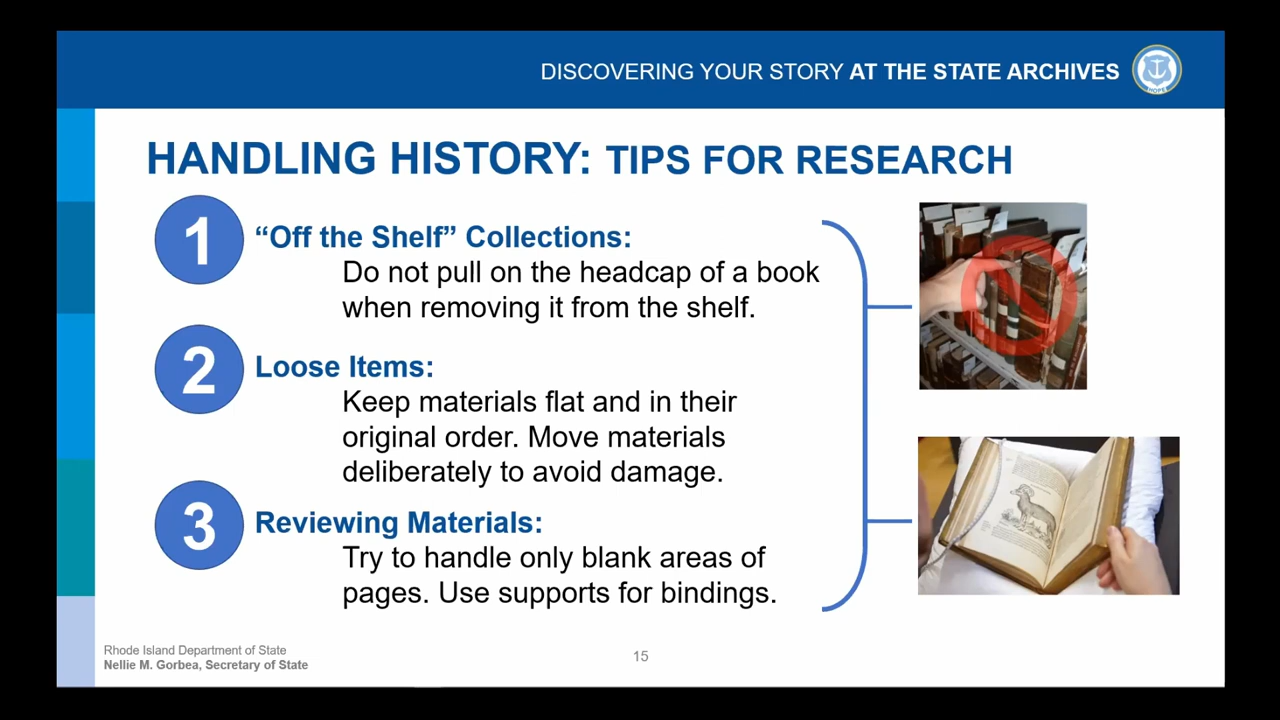 DISCOVERING YOUR STORY AT THE STATE ARCHIVES
HOPE
HANDLING HISTORY: TIPS FOR RESEARCH
1
“Off the Shelf” Collections:
Do not pull on the headcap of a book
when removing it from the shelf.
2
Loose Items:
Keep materials flat and in their
original order. Move materials
deliberately to avoid damage.
3
Reviewing Materials:
Try to handle only blank areas of
pages. Use supports for bindings.
Rhode Island Department of State
Nellie M. Gorbea, Secretary of State
15